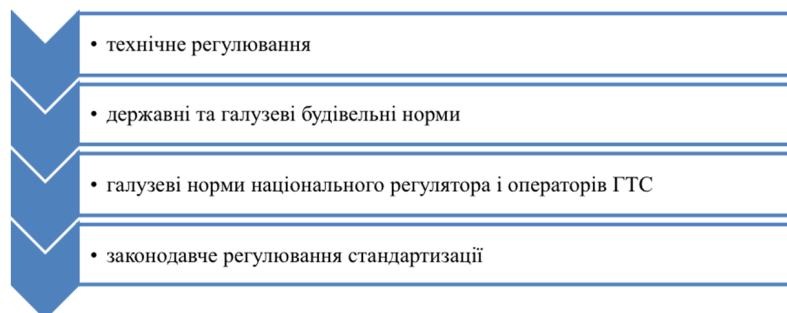 • технічне регулювання
• державні та галузеві будівельні норми
• галузеві норми національного регулятора і операторів ГТС
• законодавче регулювання стандартизації